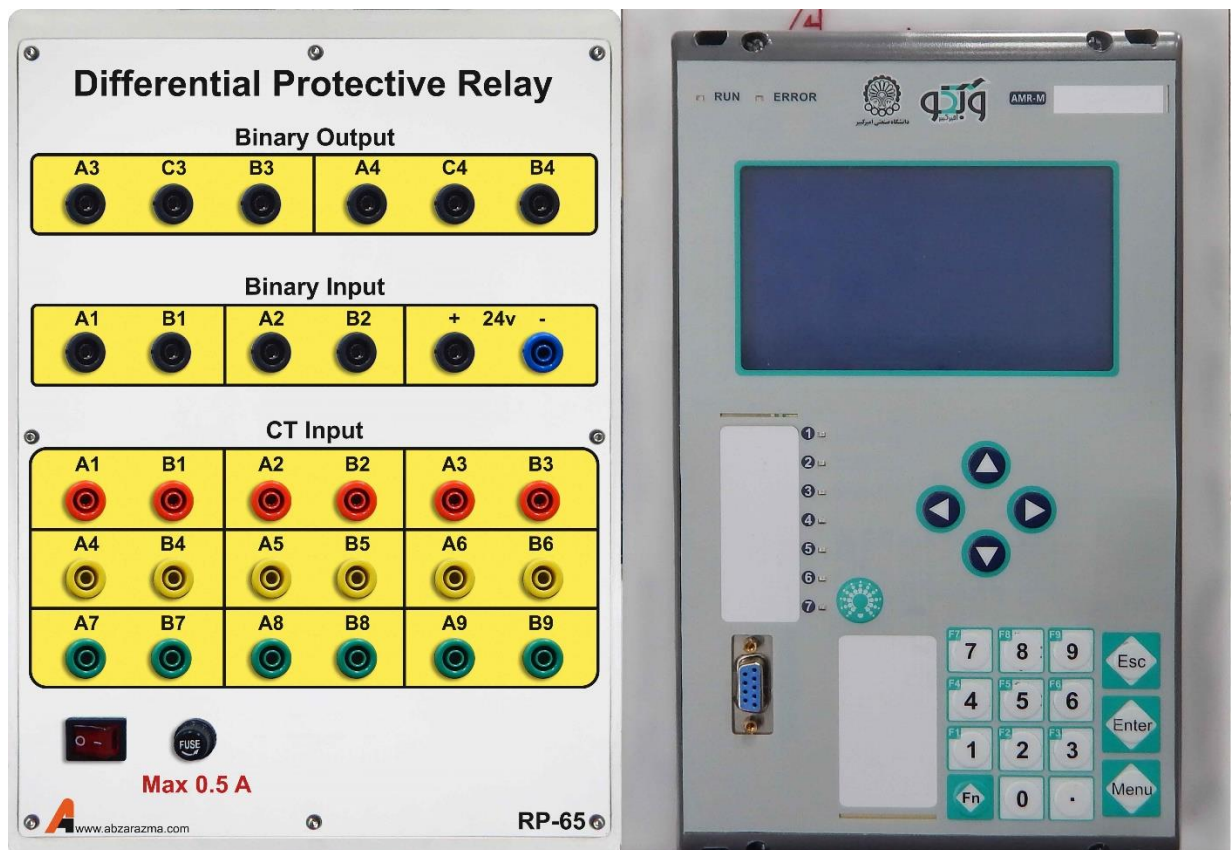 Differential Protective Relay
Binary Output
A3 C3 B3 A4 C4 B4
Binary Input
A1 B1 A2 B2 + 24v -
CT Input
A1 B1 A2 B2 A3 B3
A4 B4 A5 B5 A6 B6
A7 B7 A8 B8 A9 B9
FUSE
Max 0.5 A
www.abzarazma.com
RP-65
RUN ERROR
دانشگاه صنعتی امیرکبیر
AMR-M
1
2
3
4
5
6
7
F7 7 F8 8 F9 9 Esc
F4 4 F5 5 F6 6
Enter
F1 1 F2 2 F3 3
Fn 0 . Menu